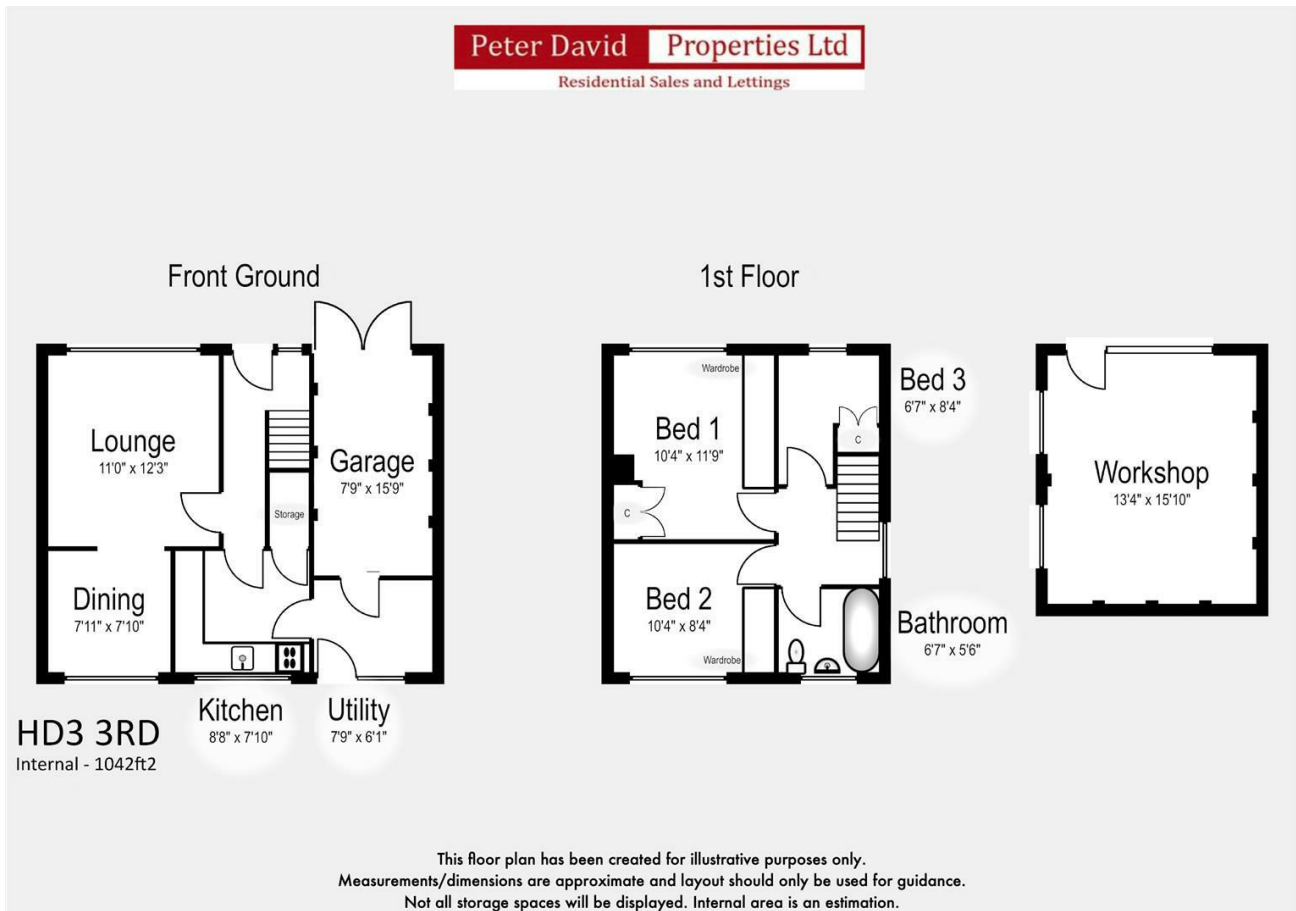 Peter David Properties Ltd
Residential Sales and Lettings
Front Ground
1st Floor
Lounge
11'0" x 12'3"
Garage
7'9" x 15'9"
Storage
Dining
7'11" x 7'10"
Kitchen
8'8" x 7'10"
Utility
7'9" x 6'1"
Wardrobe
Bed 1
10'4" x 11'9"
C
Bed 3
6'7" x 8'4"
C
Bed 2
10'4" x 8'4"
Wardrobe
Bathroom
6'7" x 5'6"
Workshop
13'4" x 15'10"
HD3 3RD
Internal - 1042ft2
This floor plan has been created for illustrative purposes only.
Measurements/dimensions are approximate and layout should only be used for guidance.
Not all storage spaces will be displayed. Internal area is an estimation.